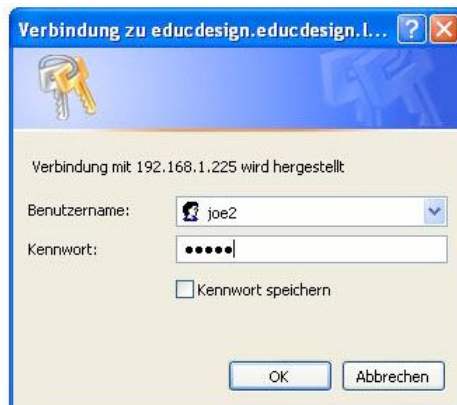 Verbindung zu educdesign.educdesign.l...
Verbindung mit 192.168.1.225 wird hergestellt
Benutzername:
joe2
Kennwort:
●●●●●
Kennwort speichern
OK
Abbrechen